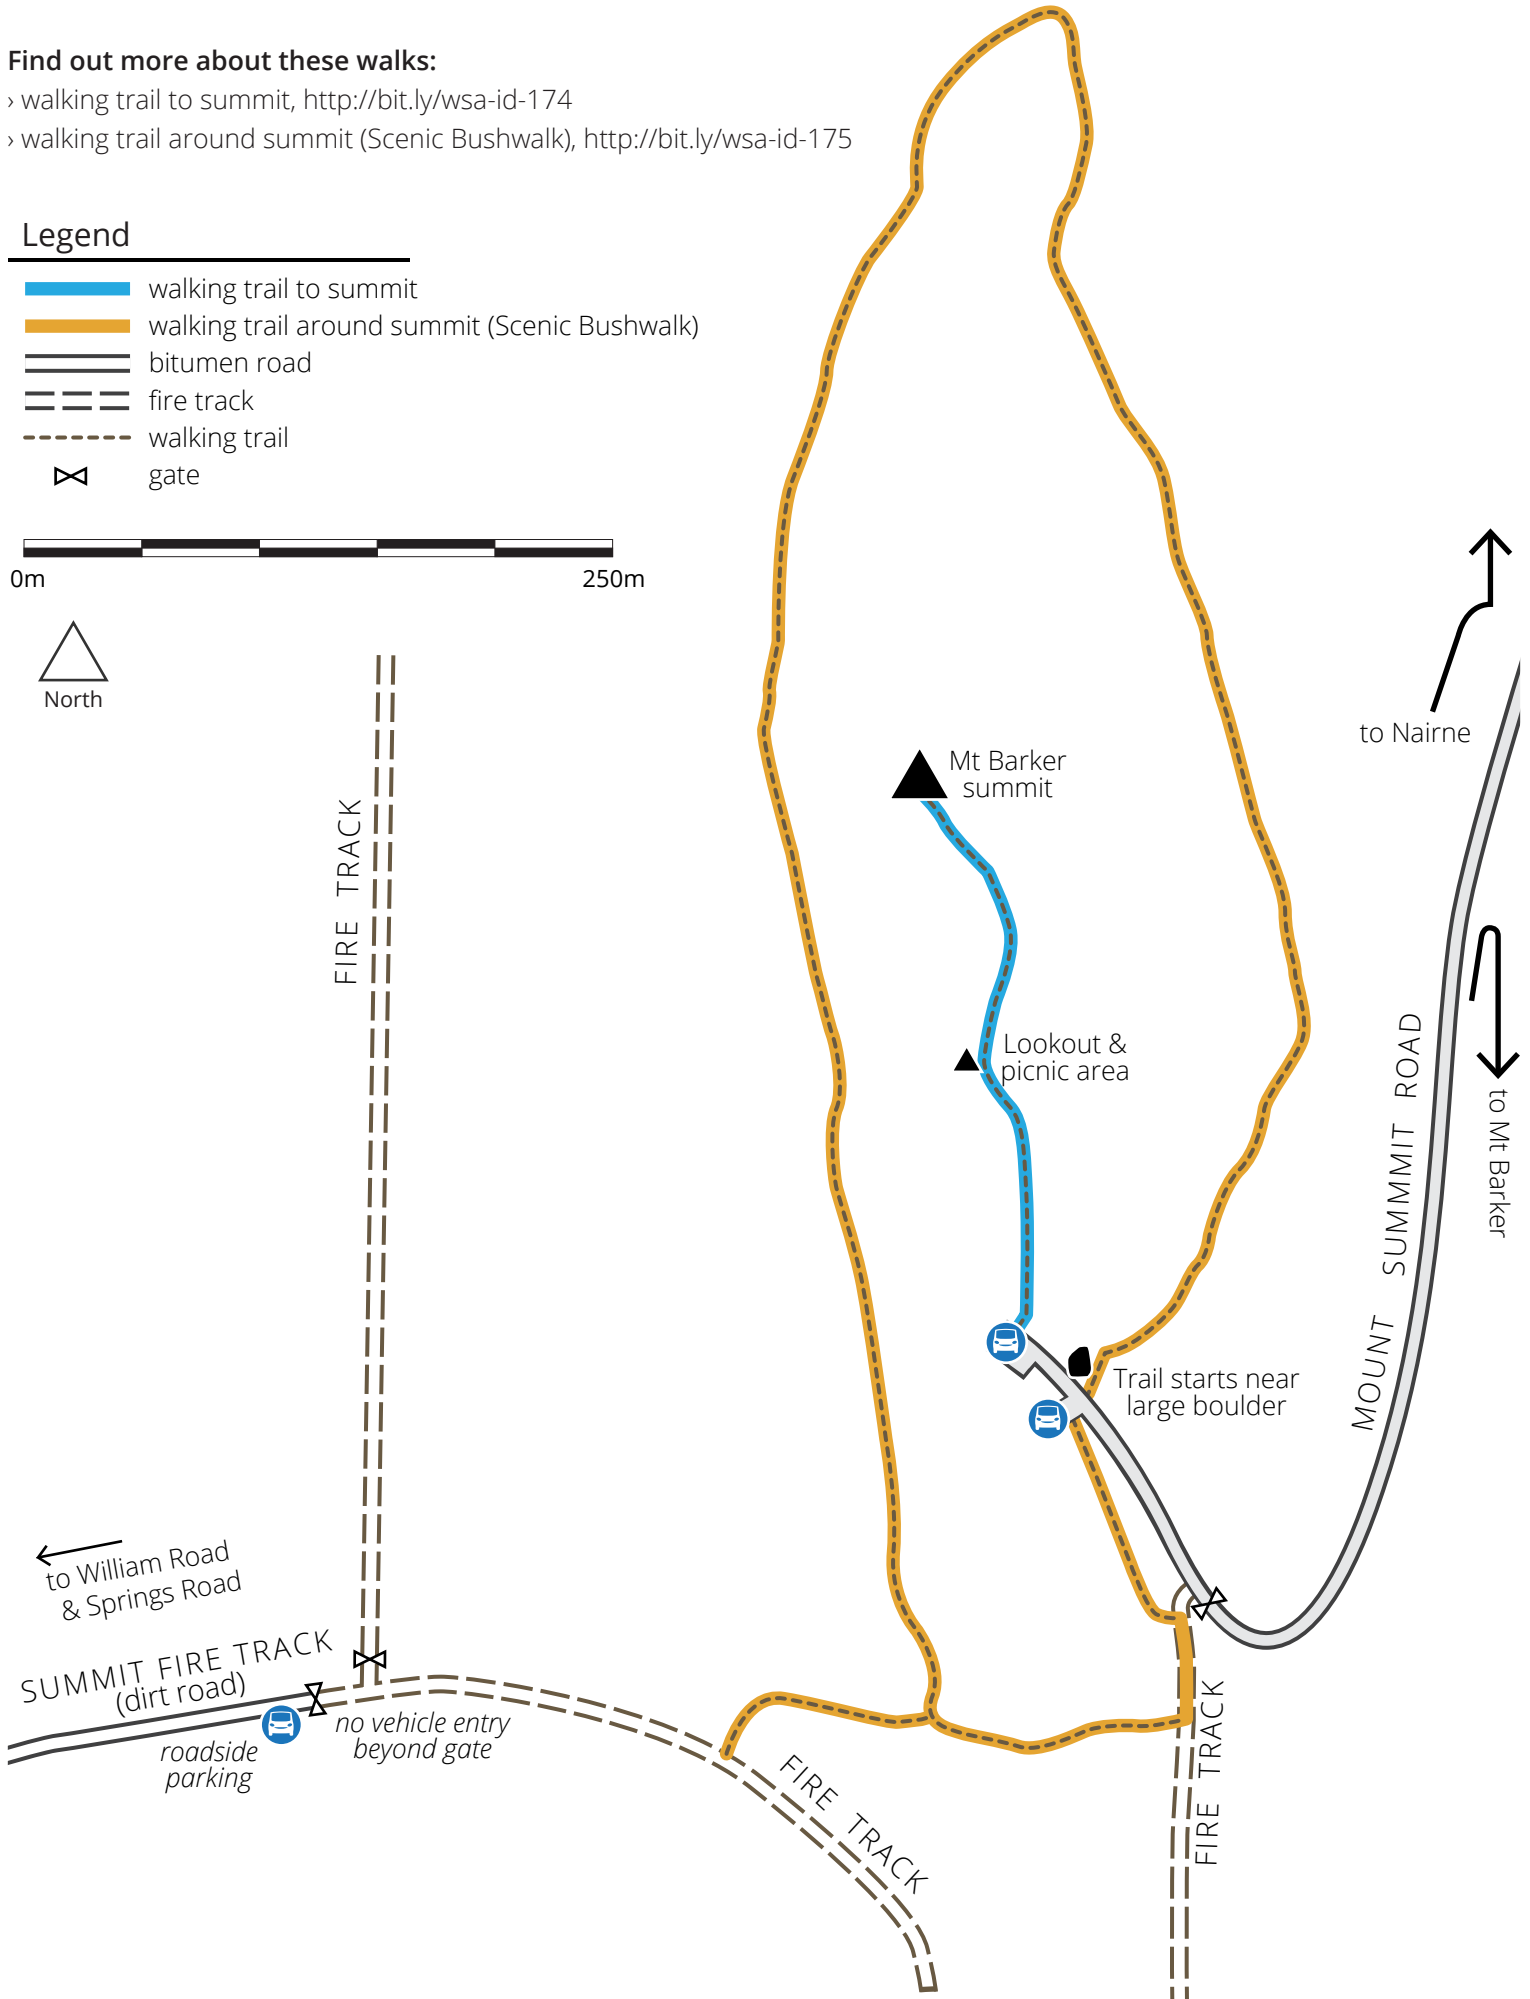 Find out more about these walks:
› walking trail to summit, http://bit.ly/wsa-id-174
› walking trail around summit (Scenic Bushwalk), http://bit.ly/wsa-id-175
Legend
walking trail to summit
walking trail around summit (Scenic Bushwalk)
bitumen road
fire track
walking trail
gate
0m 250m
North
to Nairne
Mt Barker
summit
FIRE TRACK
Lookout &
picnic area
MOUNT SUMMIT ROAD
to Mt Barker
Trail starts near
large boulder
to William Road
& Springs Road
SUMMIT FIRE TRACK
(dirt road)
no vehicle entry
beyond gate
roadside
parking
FIRE TRACK
FIRE TRACK